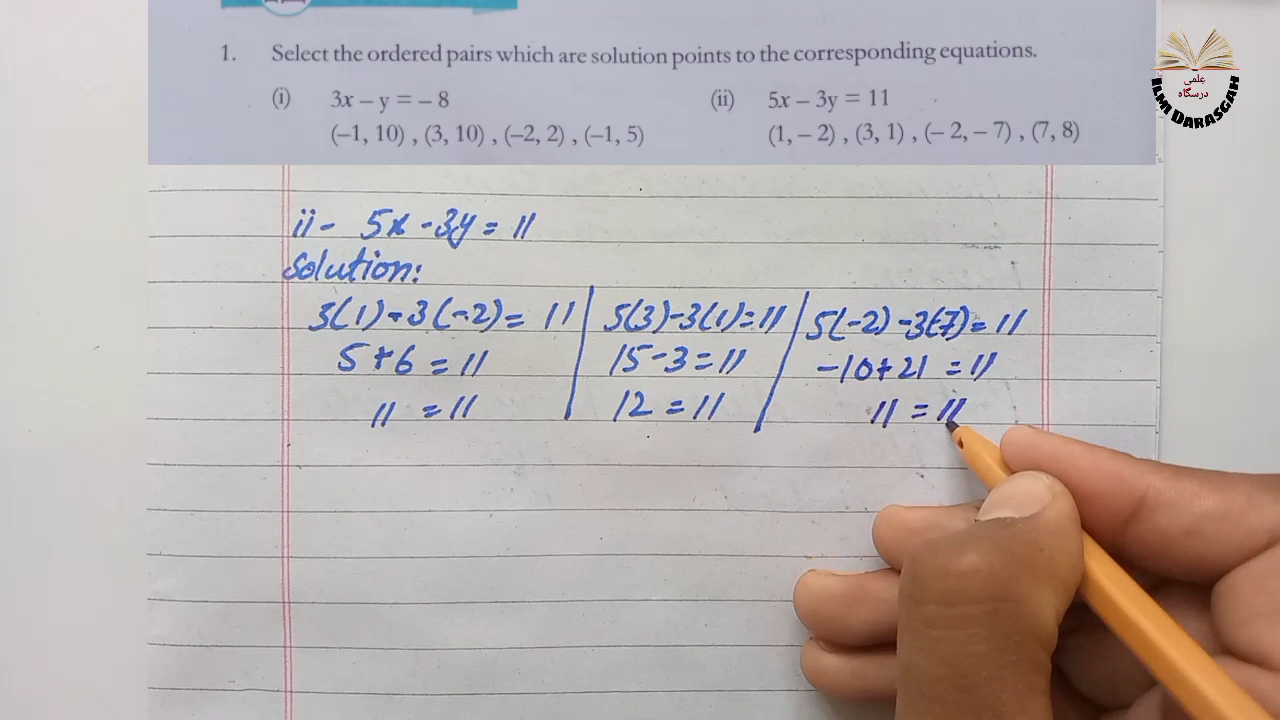 1. Select the ordered pairs which are solution points to the corresponding equations.
(i) 3x – y = – 8 (ii) 5x – 3y = 11
(–1, 10) , (3, 10) , (–2, 2) , (–1, 5) (1, – 2) , (3, 1) , (– 2, – 7) , (7, 8)
علمی
درسگاه
ILMI DARASGAH
ii - 5x - 3y = 11
Solution:
5(1) - 3(-2) = 11 5(3) - 3(1) = 11 5(-2) - 3(-7) = 11
5 + 6 = 11 15 - 3 = 11 -10 + 21 = 11
11 = 11 12 = 11 11 = 11